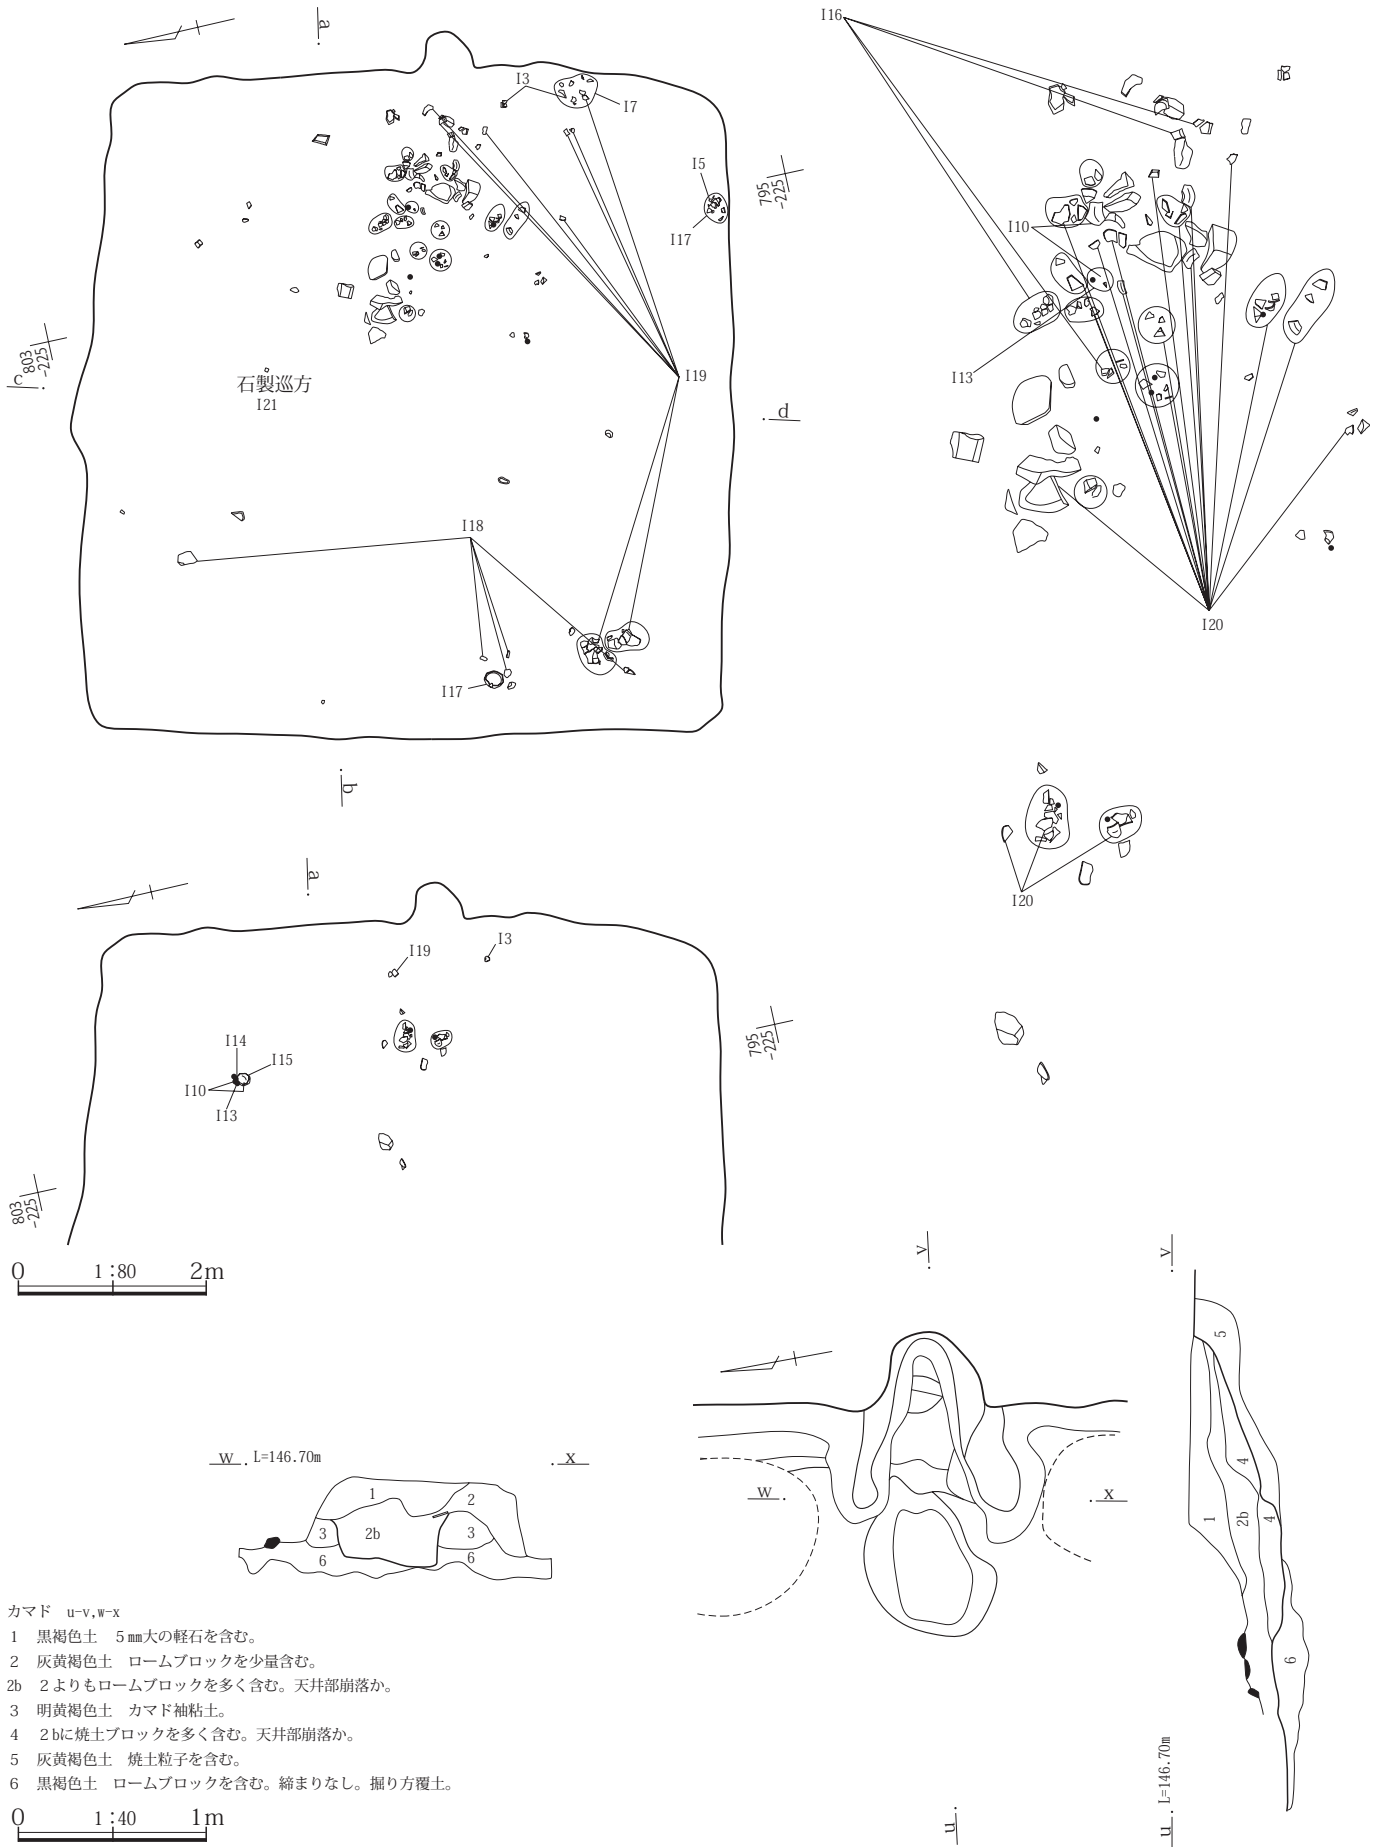 a
I3
I7
I5
I17
795
-225
803
-225
c
石製巡方
I21
I19
d
I18
I17
b
I16
I10
I13
I20
I20
a
I19
I3
I14
I15
I10
I13
795
-225
803
-225
0 1:80 2m
v
v
5
4
1
2b
4
6
w
x
w L=146.70m x
1
2
3
2b
3
6
6
カマド u-v,w-x
1 黒褐色土 5㎜大の軽石を含む。
2 灰黄褐色土 ロームブロックを少量含む。
2b 2よりもロームブロックを多く含む。天井部崩落か。
3 明黄褐色土 カマド袖粘土。
4 2bに焼土ブロックを多く含む。天井部崩落か。
5 灰黄褐色土 焼土粒子を含む。
6 黒褐色土 ロームブロックを含む。締まりなし。掘り方覆土。
0 1:40 1m
u
u L=146.70m